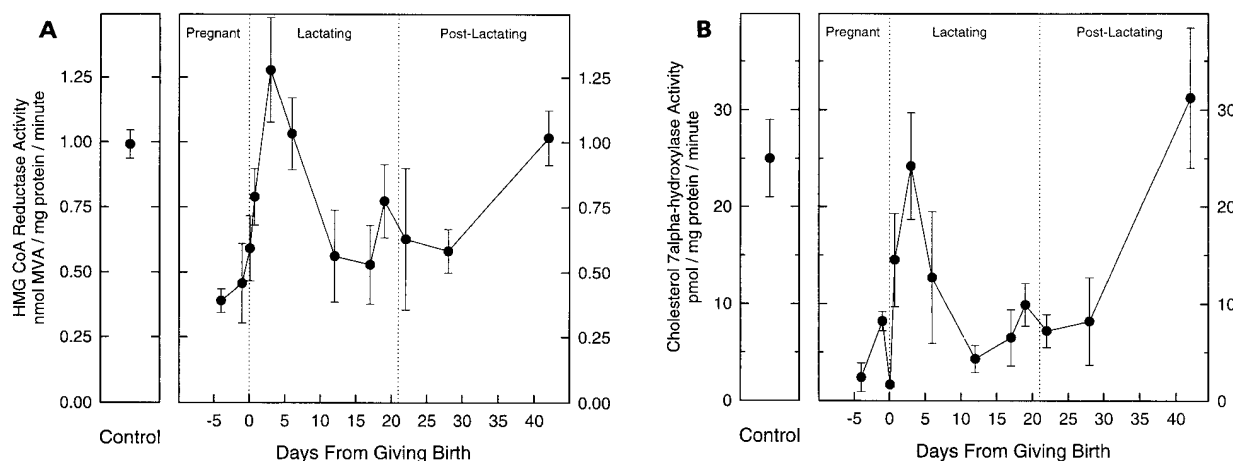 A
Pregnant
Lactating
Post-Lactating
HMG CoA Reductase Activity
nmol MVA / mg protein / minute
1.25
1.00
0.75
0.50
0.25
0.00
1.25
1.00
0.75
0.50
0.25
0.00
-5 0 5 10 15 20 25 30 35 40
Control
Days From Giving Birth
B
Pregnant
Lactating
Post-Lactating
Cholesterol 7alpha-hydroxylase Activity
pmol / mg protein / minute
30
20
10
0
30
20
10
0
-5 0 5 10 15 20 25 30 35 40
Control
Days From Giving Birth